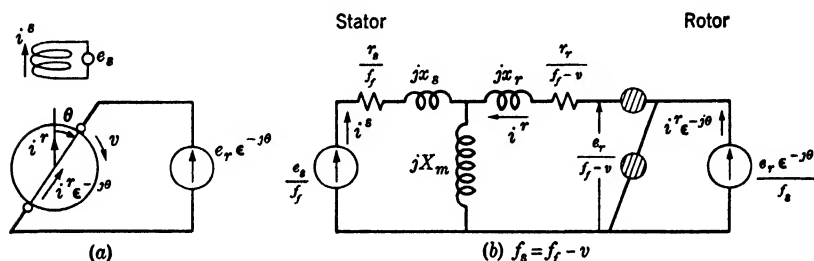 Stator
Rotor
i^s
e_s
θ
i^r
v
i^r ε^{-jθ}
e_r ε^{-jθ}
(a)
r_s / f_f
jx_s
jx_r
r_r / (f_f - v)
i^s
i^r
e_s / f_f
jX_m
e_r / (f_f - v)
i^r ε^{-jθ}
e_r ε^{-jθ} / f_s
(b) f_s = f_f - v